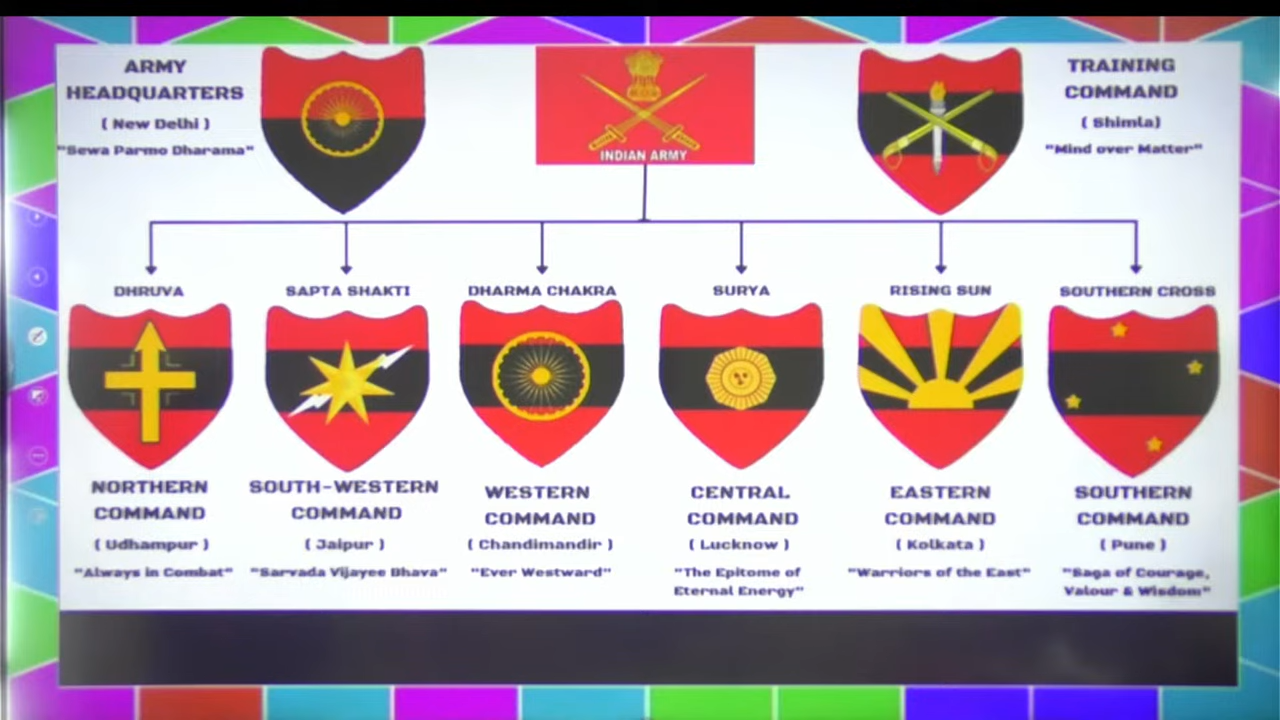 ARMY
HEADQUARTERS
( New Delhi )
"Sewa Parmo Dharama"
INDIAN ARMY
TRAINING
COMMAND
( Shimla)
"Mind over Matter"
DHRUVA
SAPTA SHAKTI
DHARMA CHAKRA
SURYA
RISING SUN
SOUTHERN CROSS
NORTHERN
COMMAND
( Udhampur )
"Always in Combat"
SOUTH-WESTERN
COMMAND
( Jaipur )
"Sarvada Vijayee Bhava"
WESTERN
COMMAND
( Chandimandir )
"Ever Westward"
CENTRAL
COMMAND
( Lucknow )
"The Epitome of
Eternal Energy"
EASTERN
COMMAND
( Kolkata )
"Warriors of the East"
SOUTHERN
COMMAND
( Pune )
"Saga of Courage,
Valour & Wisdom"